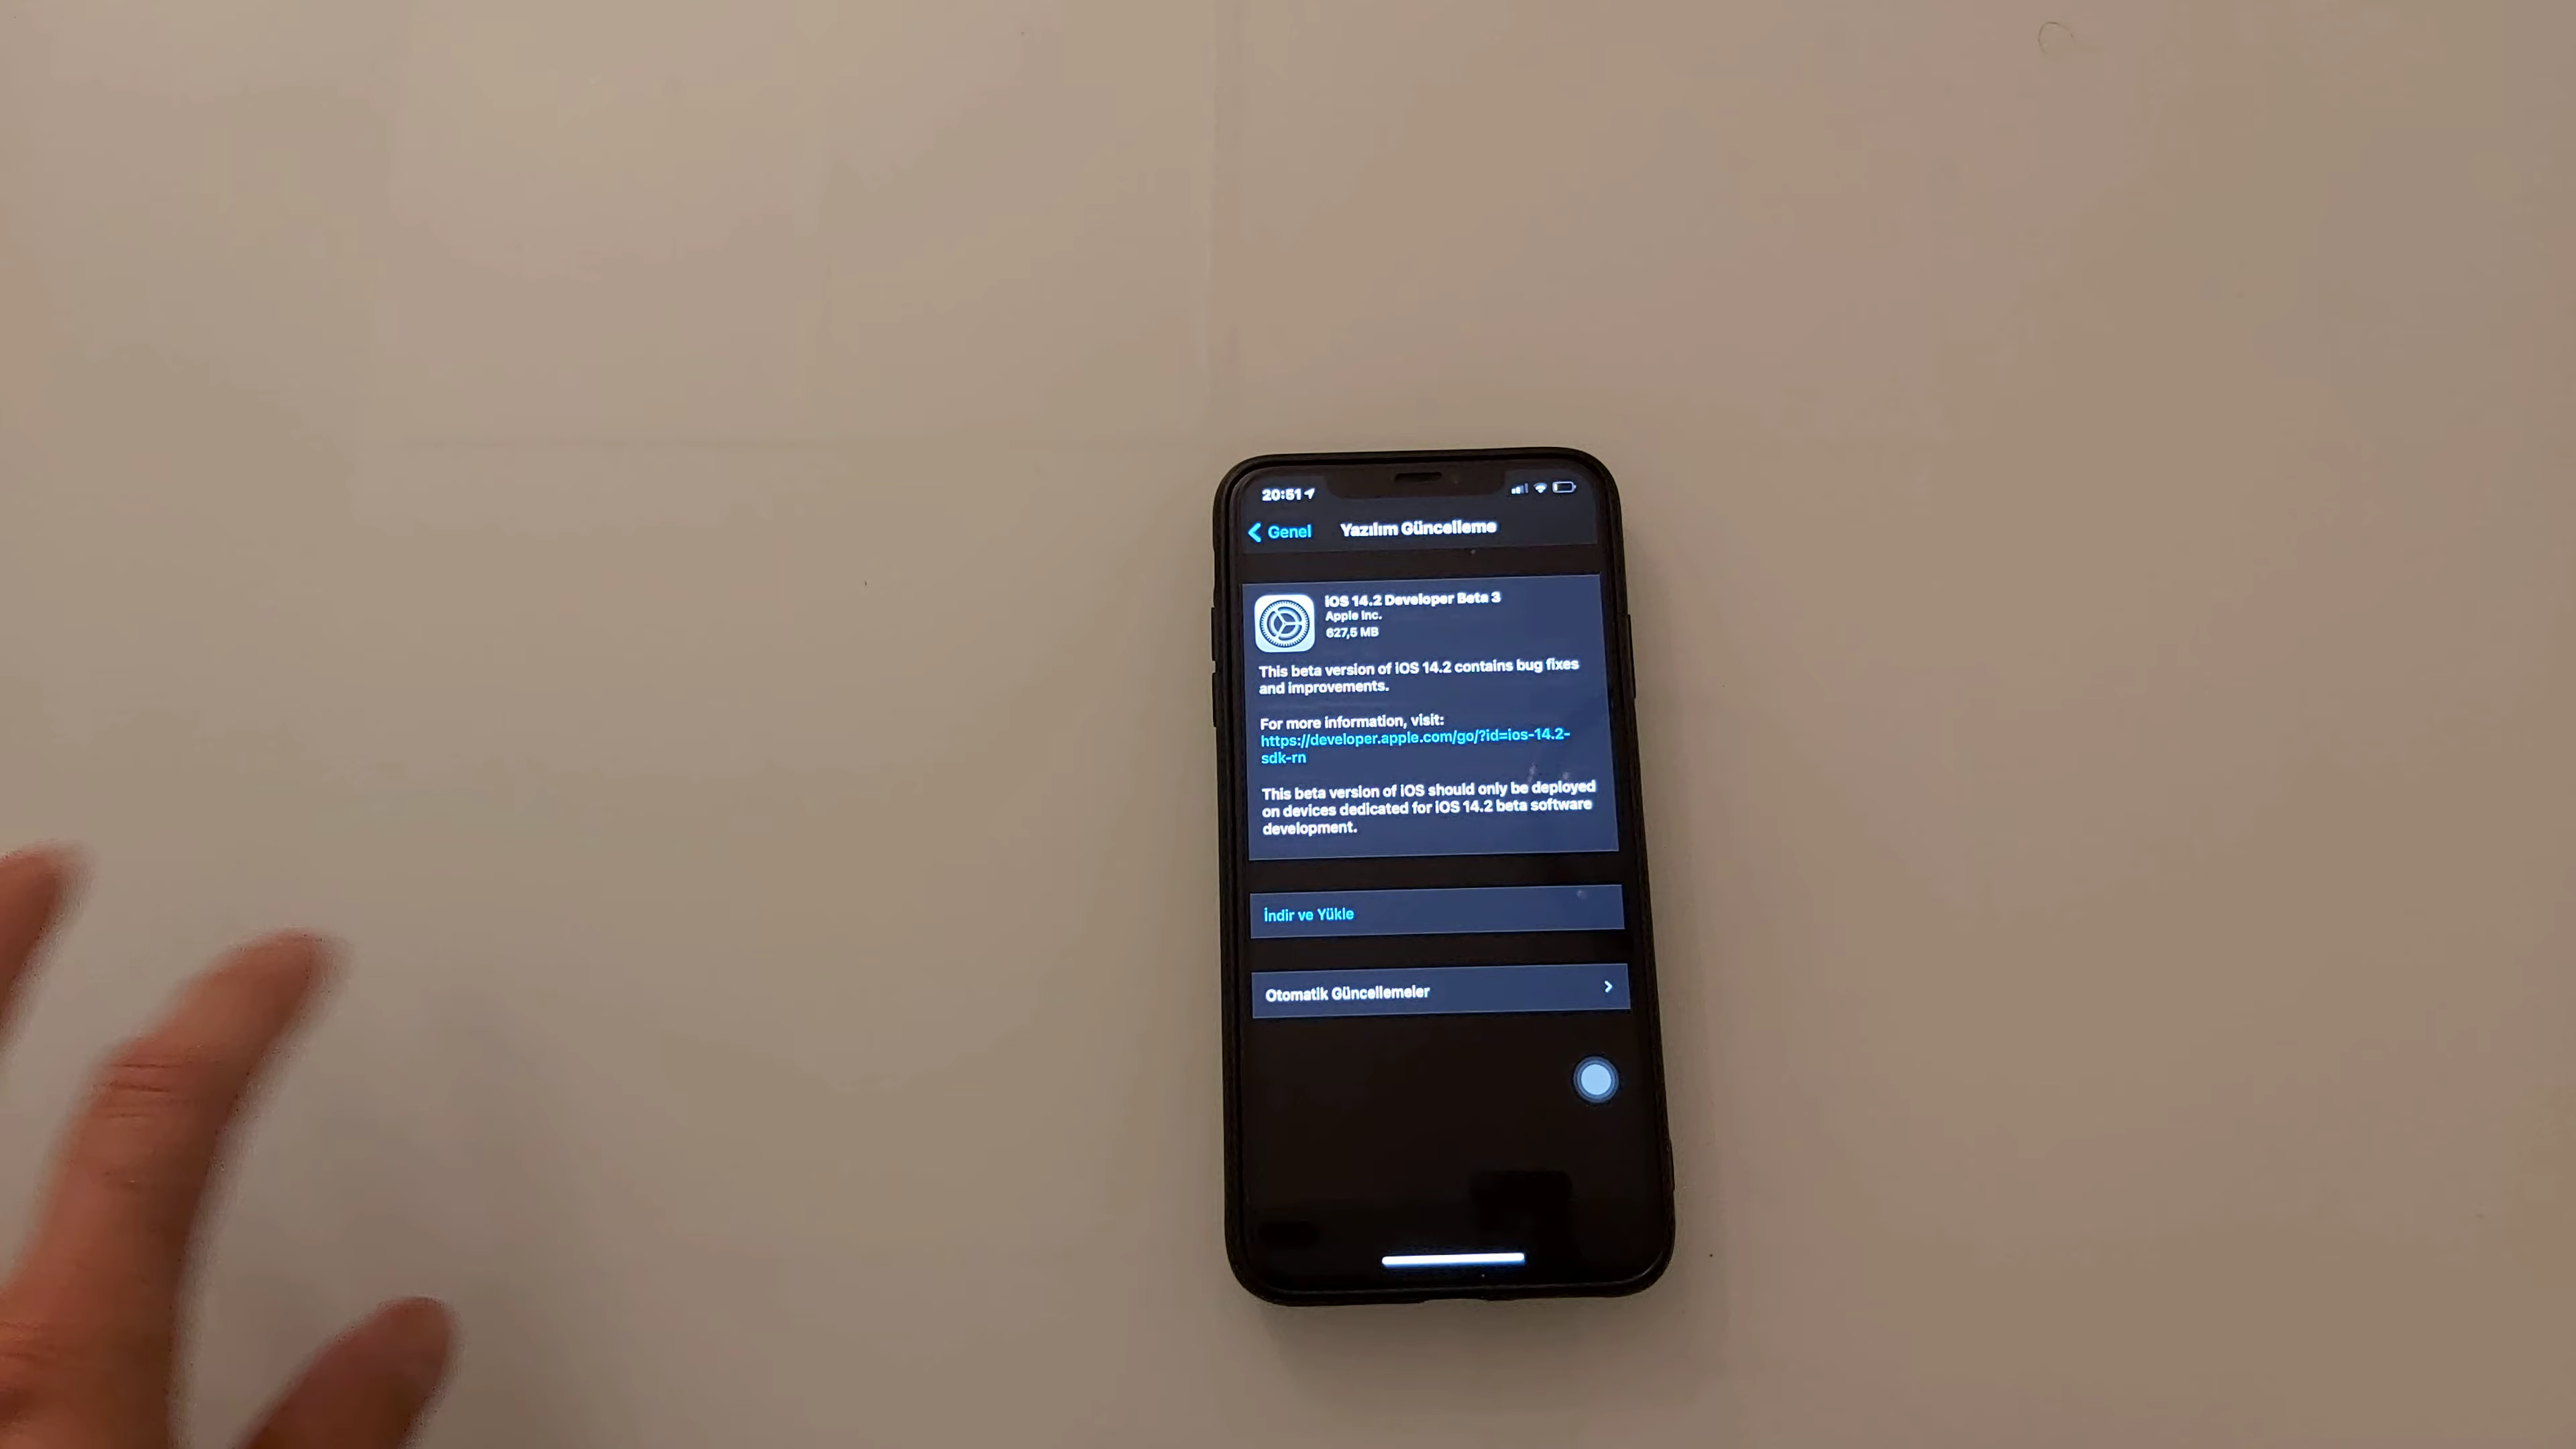 20:51
Genel
Yazılım Güncelleme
iOS 14.2 Developer Beta 3
Apple Inc.
627,5 MB
This beta version of iOS 14.2 contains bug fixes
and improvements.
For more information, visit:
https://developer.apple.com/go/?id=ios-14.2-
sdk-rn
This beta version of iOS should only be deployed
on devices dedicated for iOS 14.2 beta software
development.
İndir ve Yükle
Otomatik Güncellemeler